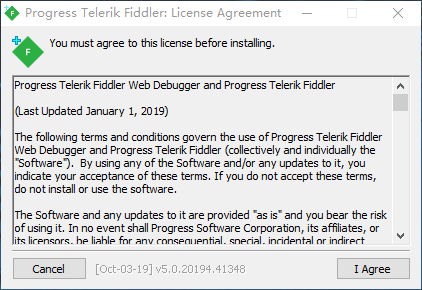 Progress Telerik Fiddler: License Agreement
F
You must agree to this license before installing.
Progress Telerik Fiddler Web Debugger and Progress Telerik Fiddler
(Last Updated January 1, 2019)
The following terms and conditions govern the use of Progress Telerik Fiddler
Web Debugger and Progress Telerik Fiddler (collectively and individually the
"Software").  By using any of the Software and/or any updates to it, you
indicate your acceptance of these terms. If you do not accept these terms,
do not install or use the software.
The Software and any updates to it are provided "as is" and you bear the risk
of using it. In no event shall Progress Software Corporation, its affiliates, or
its licensors, be liable for any consequential, special, incidental or indirect
Cancel
[Oct-03-19] v5.0.20194.41348
I Agree